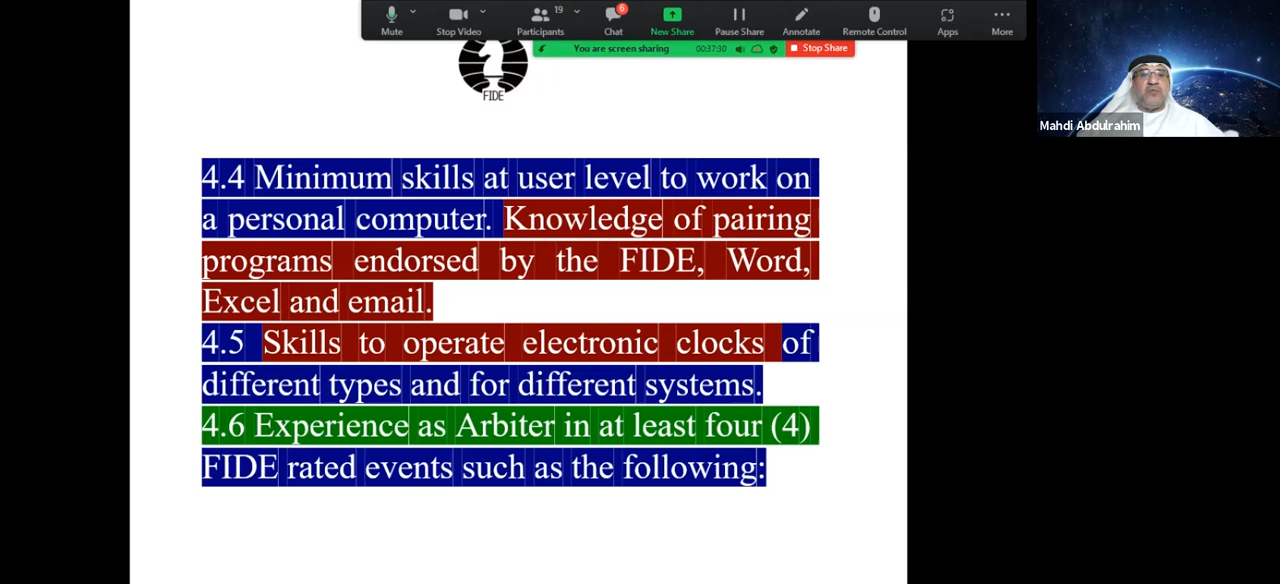 19
6
Mute
Stop Video
Participants
Chat
New Share
Pause Share
Annotate
Remote Control
Apps
More
You are screen sharing
00:37:30
Stop Share
FIDE
Mahdi Abdulrahim
4.4 Minimum skills at user level to work on
a personal computer. Knowledge of pairing
programs endorsed by the FIDE, Word,
Excel and email.
4.5 Skills to operate electronic clocks of
different types and for different systems.
4.6 Experience as Arbiter in at least four (4)
FIDE rated events such as the following: